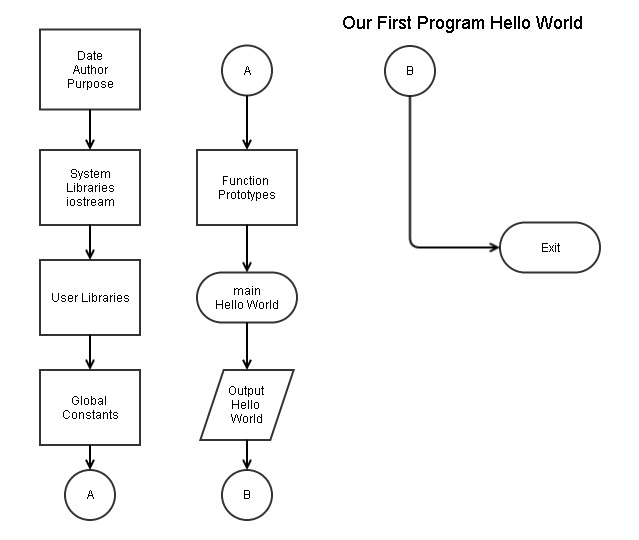 Our First Program Hello World
Date
Author
Purpose
System
Libraries
iostream
User Libraries
Global
Constants
A
A
Function
Prototypes
main
Hello World
Output
Hello
World
B
B
Exit